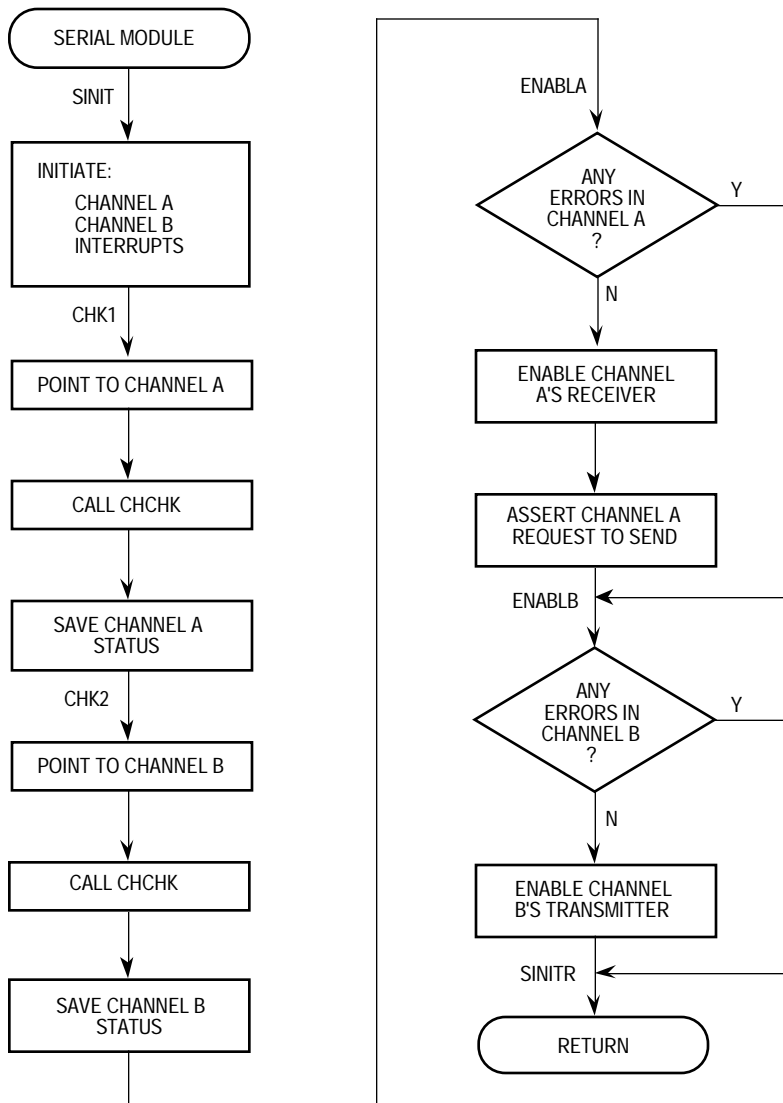 SERIAL MODULE
SINIT
INITIATE:
CHANNEL A
CHANNEL B
INTERRUPTS
CHK1
POINT TO CHANNEL A
CALL CHCHK
SAVE CHANNEL A
STATUS
CHK2
POINT TO CHANNEL B
CALL CHCHK
SAVE CHANNEL B
STATUS
ENABLA
ANY
ERRORS IN
CHANNEL A
?
Y
N
ENABLE CHANNEL
A'S RECEIVER
ASSERT CHANNEL A
REQUEST TO SEND
ENABLB
ANY
ERRORS IN
CHANNEL B
?
Y
N
ENABLE CHANNEL
B'S TRANSMITTER
SINITR
RETURN